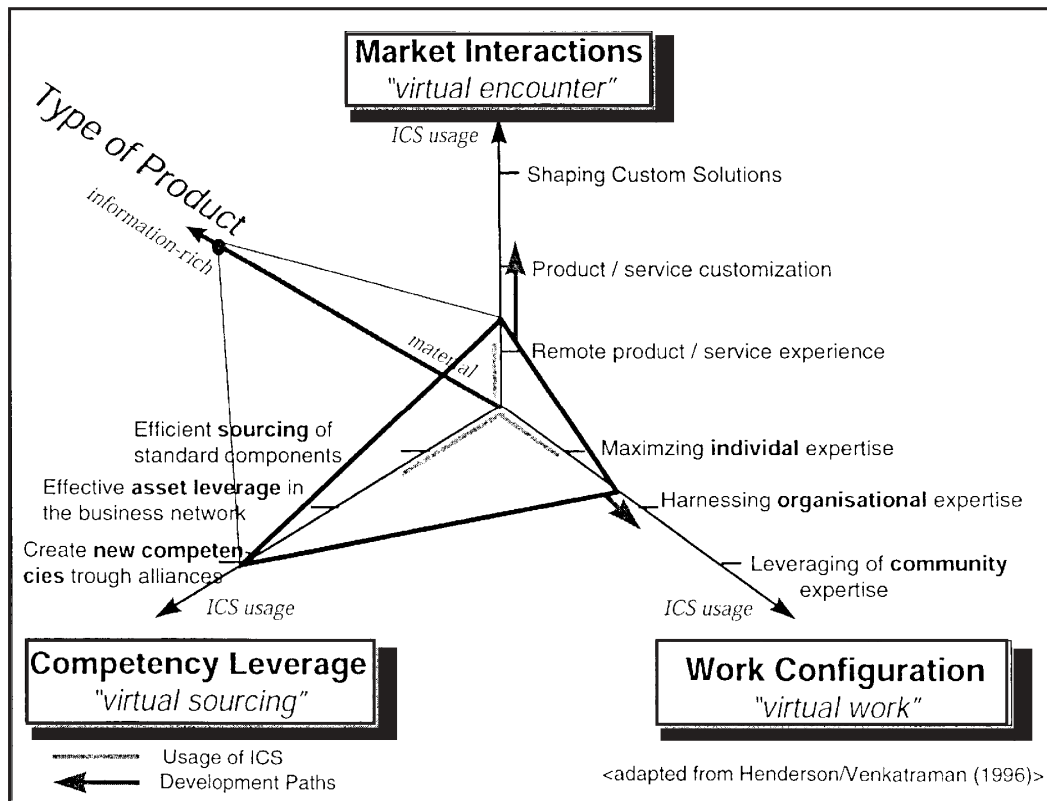 Market Interactions
"virtual encounter"
Type of Product
ICS usage
Shaping Custom Solutions
information-rich
Product / service customization
material
Remote product / service experience
Efficient sourcing of
standard components
Maximzing individal expertise
Effective asset leverage in
the business network
Harnessing organisational expertise
Create new competen-
cies trough alliances
Leveraging of community
expertise
ICS usage
ICS usage
Competency Leverage
"virtual sourcing"
Work Configuration
"virtual work"
Usage of ICS
Development Paths
<adapted from Henderson/Venkatraman (1996)>